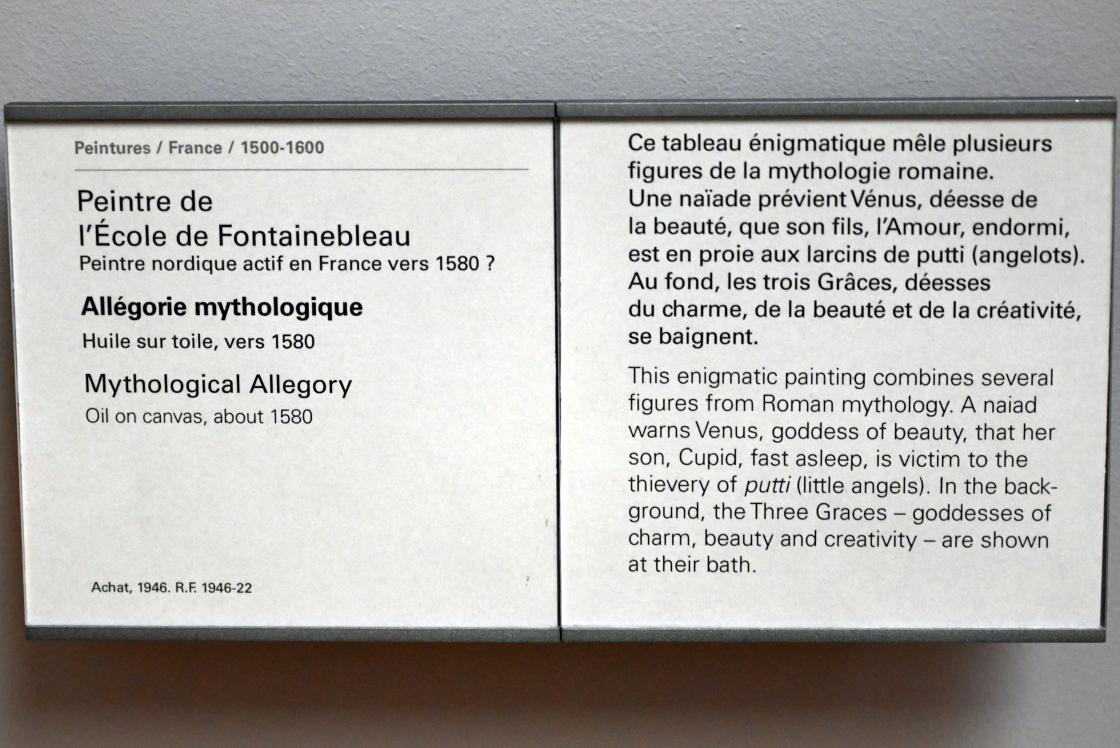 Peintures / France / 1500-1600
Peintre de
l'École de Fontainebleau
Peintre nordique actif en France vers 1580 ?
Allégorie mythologique
Huile sur toile, vers 1580
Mythological Allegory
Oil on canvas, about 1580
Achat, 1946. R.F. 1946-22
Ce tableau énigmatique mêle plusieurs
figures de la mythologie romaine.
Une naïade prévient Vénus, déesse de
la beauté, que son fils, l'Amour, endormi,
est en proie aux larcins de putti (angelots).
Au fond, les trois Grâces, déesses
du charme, de la beauté et de la créativité,
se baignent.
This enigmatic painting combines several
figures from Roman mythology. A naiad
warns Venus, goddess of beauty, that her
son, Cupid, fast asleep, is victim to the
thievery of putti (little angels). In the back-
ground, the Three Graces – goddesses of
charm, beauty and creativity – are shown
at their bath.